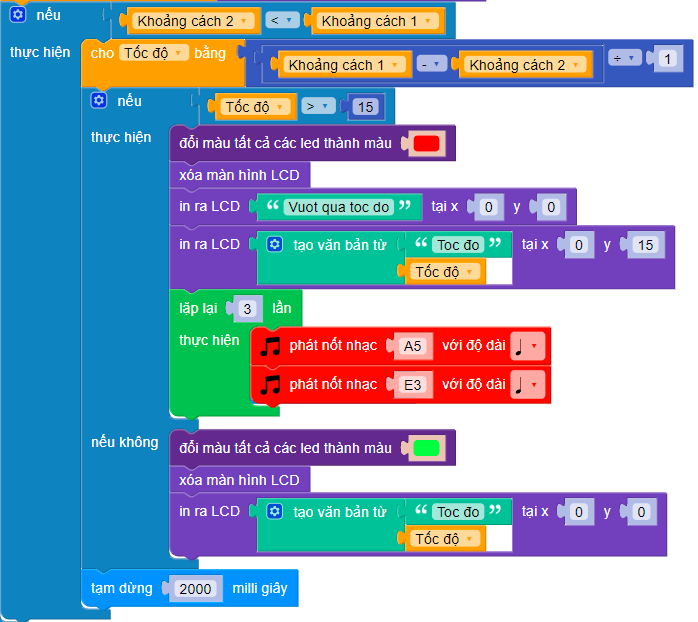 nếu Khoảng cách 2 < Khoảng cách 1
thực hiện cho Tốc độ bằng Khoảng cách 1 - Khoảng cách 2 ÷ 1
nếu Tốc độ > 15
thực hiện đổi màu tất cả các led thành màu
xóa màn hình LCD
in ra LCD “ Vuot qua toc do ” tại x 0 y 0
in ra LCD tạo văn bản từ “ Toc đo ” tại x 0 y 15
Tốc độ
lặp lại 3 lần
thực hiện phát nốt nhạc A5 với độ dài ♩
phát nốt nhạc E3 với độ dài ♩
nếu không đổi màu tất cả các led thành màu
xóa màn hình LCD
in ra LCD tạo văn bản từ “ Toc đo ” tại x 0 y 0
Tốc độ
tạm dừng 2000 milli giây